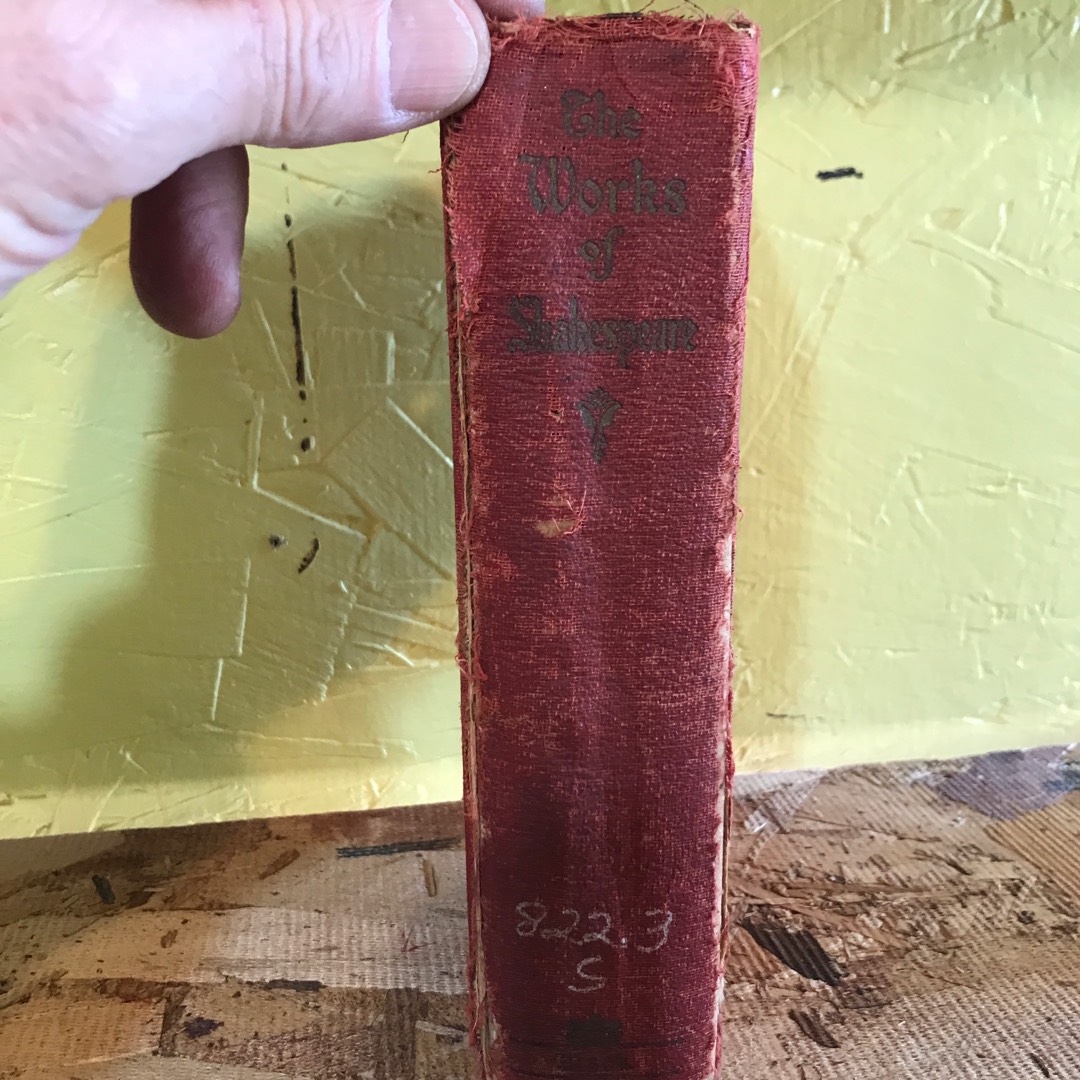 The
Works
of
Shakespeare
822.3
S